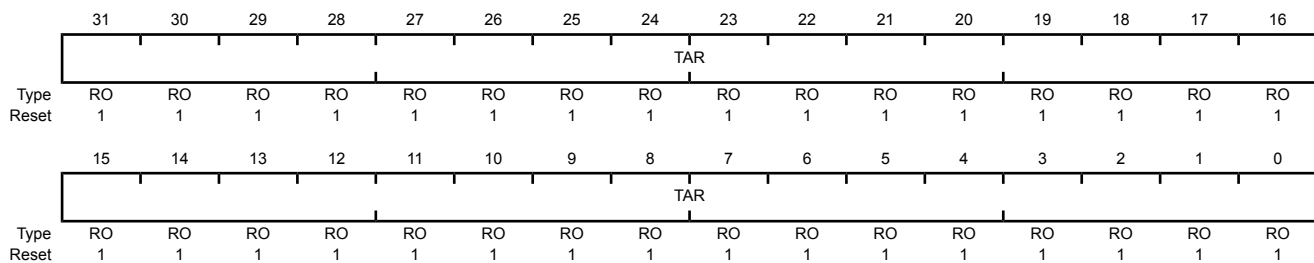 31 30 29 28 27 26 25 24 23 22 21 20 19 18 17 16
TAR
Type RO RO RO RO RO RO RO RO RO RO RO RO RO RO RO RO
Reset 1 1 1 1 1 1 1 1 1 1 1 1 1 1 1 1
15 14 13 12 11 10 9 8 7 6 5 4 3 2 1 0
TAR
Type RO RO RO RO RO RO RO RO RO RO RO RO RO RO RO RO
Reset 1 1 1 1 1 1 1 1 1 1 1 1 1 1 1 1